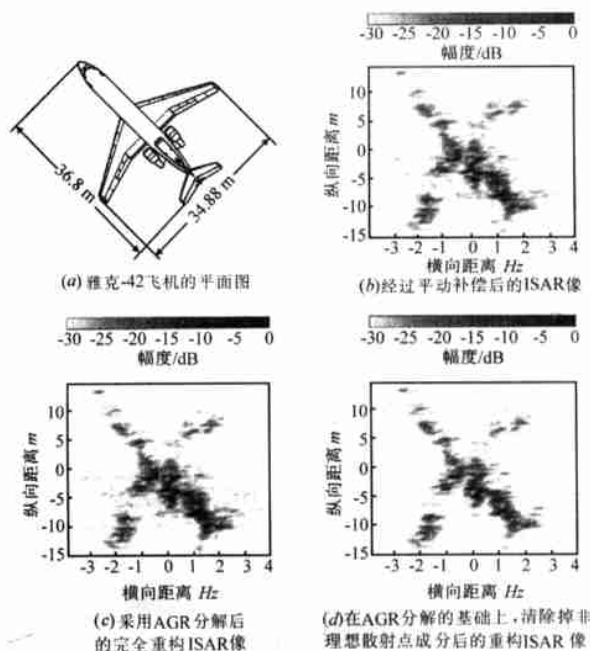 36.8 m
34.88 m
(a) 雅克-42飞机的平面图
-30 -25 -20 -15 -10 -5 0
幅度/dB
纵向距离 m
10
5
0
-5
-10
-15
-3 -2 -1 0 1 2 3 4
横向距离 Hz
(b)经过平动补偿后的ISAR像
-30 -25 -20 -15 -10 -5 0
幅度/dB
纵向距离 m
10
5
0
-5
-10
-15
-3 -2 -1 0 1 2 3 4
横向距离 Hz
(c) 采用AGR分解后
的完全重构ISAR像
-30 -25 -20 -15 -10 -5 0
幅度/dB
纵向距离 m
10
5
0
-5
-10
-15
-3 -2 -1 0 1 2 3 4
横向距离 Hz
(d)在AGR分解的基础上,清除掉非
理想散射点成分后的重构ISAR 像